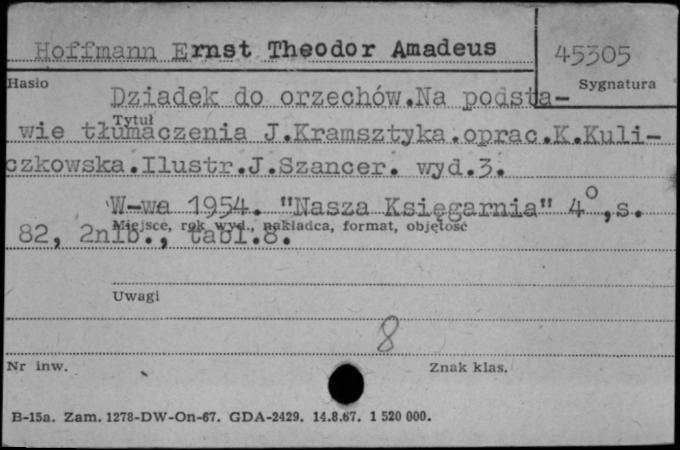 Hoffmann Ernst Theodor Amadeus
45305
Hasło
Sygnatura
Dziadek do orzechów.Na podsta-
Tytuł
wie tłumaczenia J.Kramsztyka.oprac.K.Kuli-
czkowska.Ilustr.J.Szancer. wyd.3.
W-wa 1954. "Nasza Księgarnia" 4°,s.
Miejsce, rok wyd., nakładca, format, objętość
82, 2nlb., tabl.8.
Uwagi
8
Nr inw.
Znak klas.
B-15a. Zam. 1278-DW-On-67. GDA-2429. 14.8.67. 1 520 000.